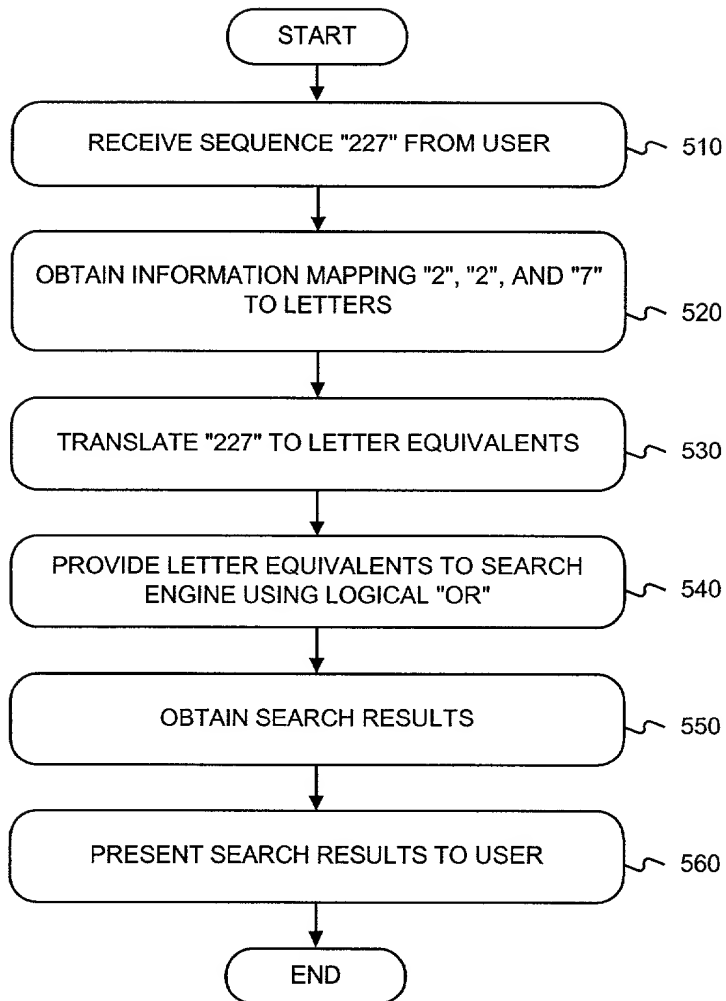 START
RECEIVE SEQUENCE "227" FROM USER
510
OBTAIN INFORMATION MAPPING "2", "2", AND "7"
TO LETTERS
520
TRANSLATE "227" TO LETTER EQUIVALENTS
530
PROVIDE LETTER EQUIVALENTS TO SEARCH
ENGINE USING LOGICAL "OR"
540
OBTAIN SEARCH RESULTS
550
PRESENT SEARCH RESULTS TO USER
560
END